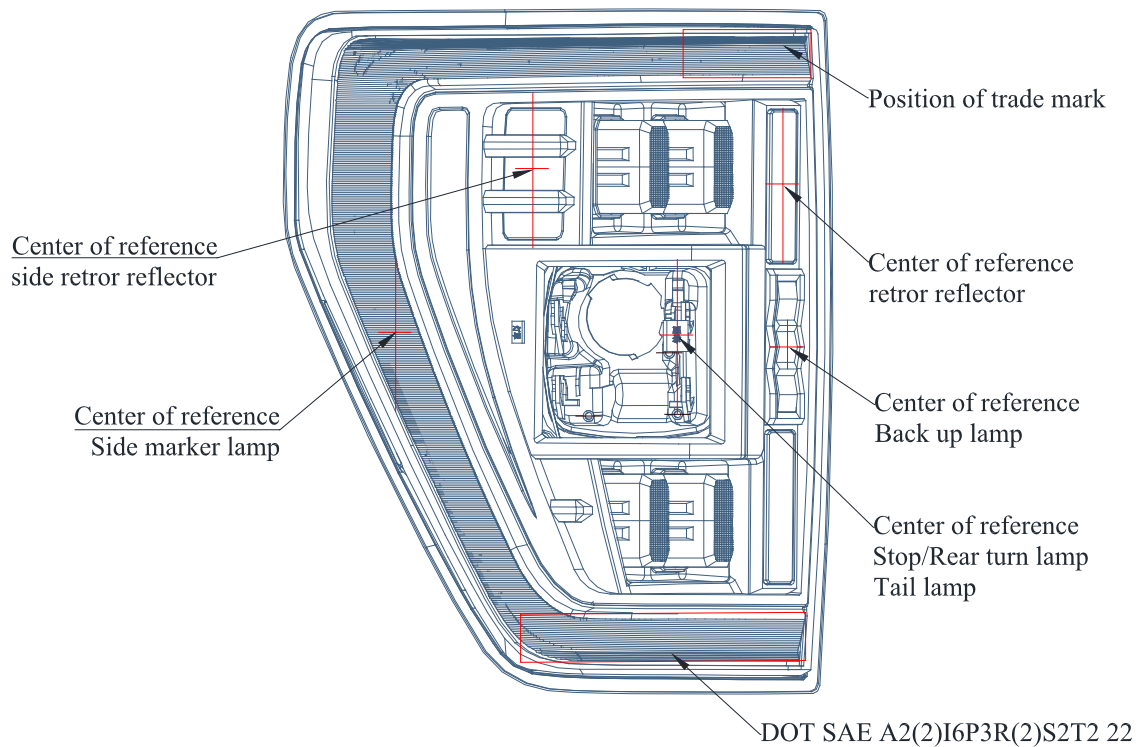 Position of trade mark
Center of reference
side retror reflector
Center of reference
retror reflector
Center of reference
Side marker lamp
Center of reference
Back up lamp
Center of reference
Stop/Rear turn lamp
Tail lamp
DOT SAE A2(2)I6P3R(2)S2T2 22